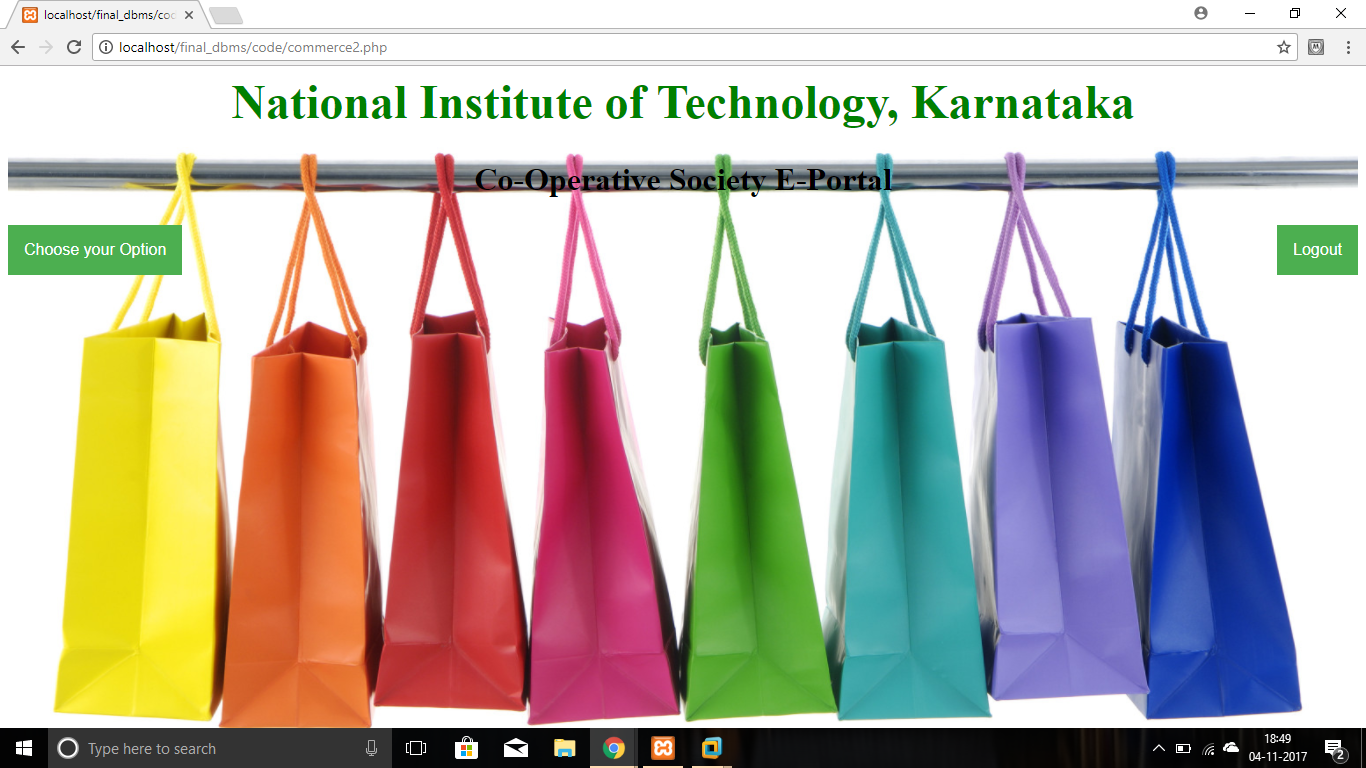 localhost/final_dbms/cod
localhost/final_dbms/code/commerce2.php
National Institute of Technology, Karnataka
Co-Operative Society E-Portal
Choose your Option
Logout
Type here to search
18:49
04-11-2017
2